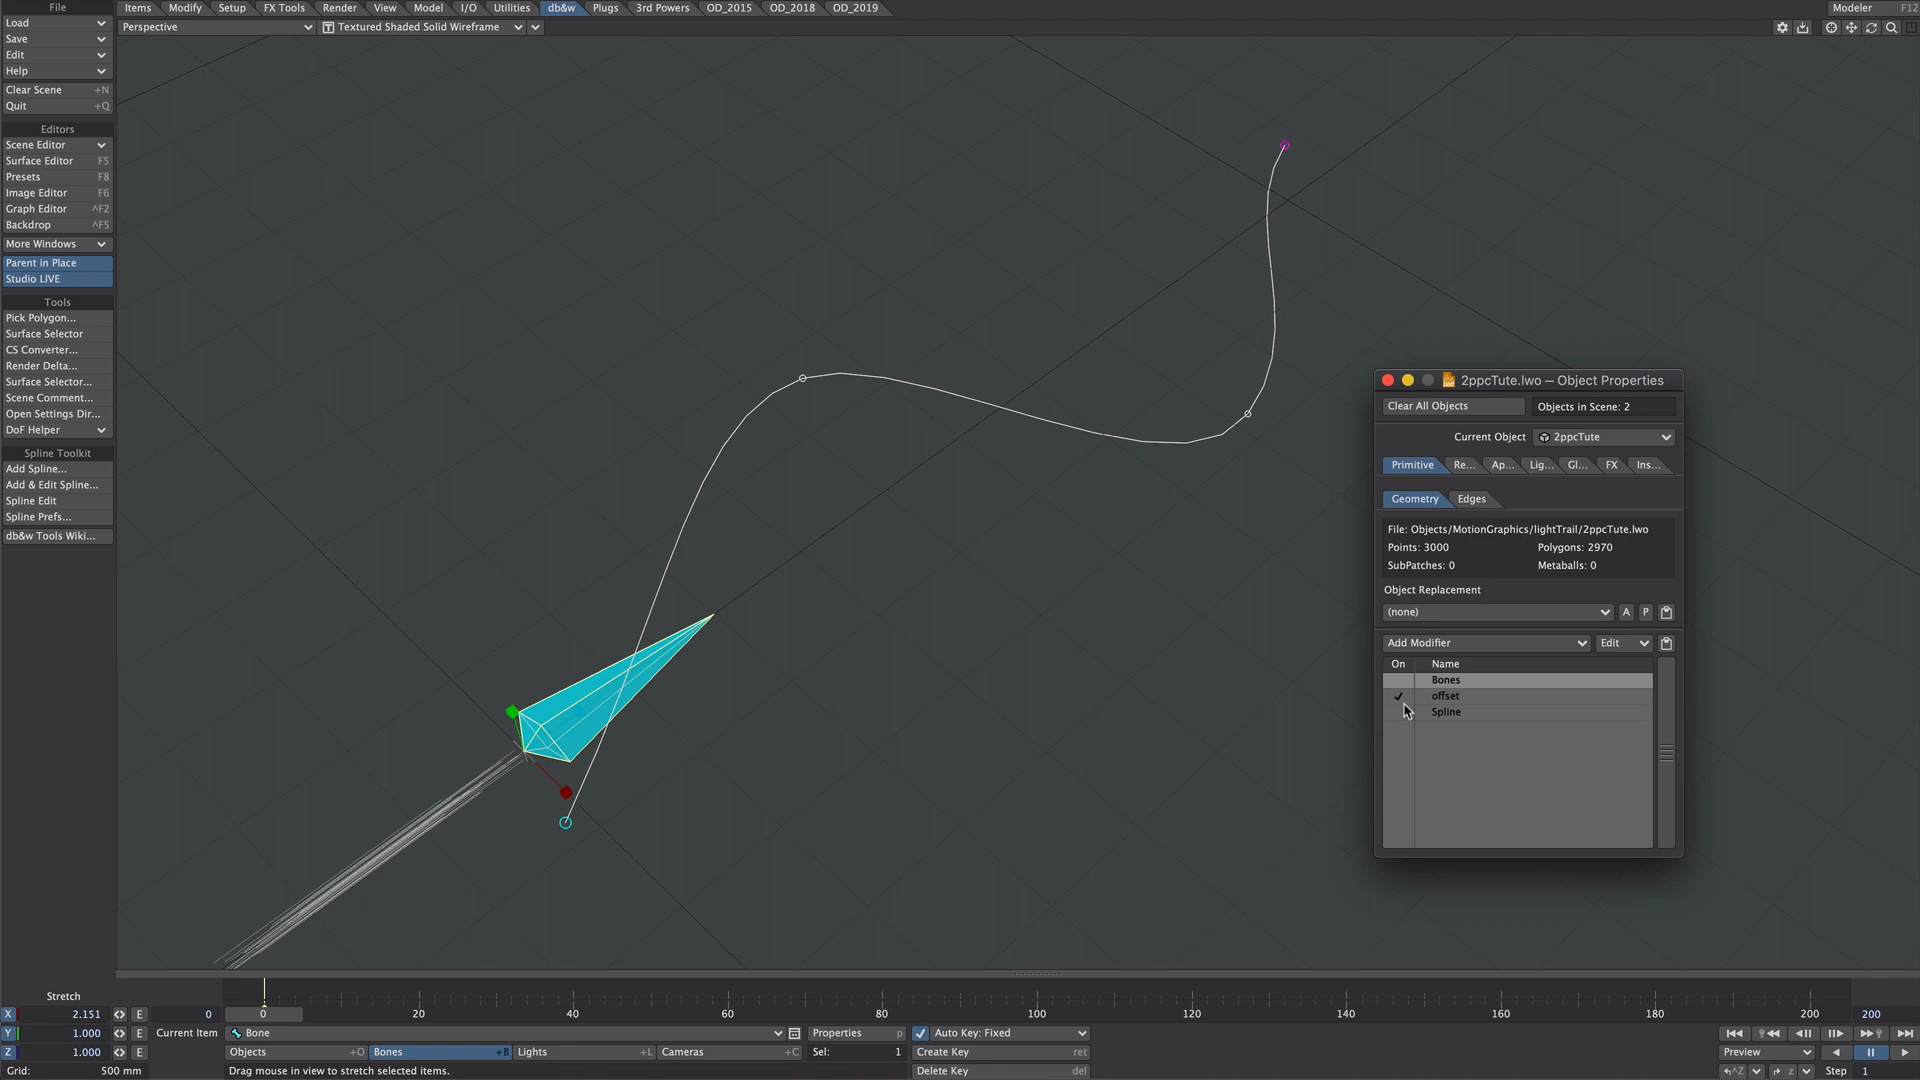 File
Items
Modify
Setup
FX Tools
Render
View
Model
I/O
Utilities
db&w
Plugs
3rd Powers
OD_2015
OD_2018
OD_2019
Modeler F12
Load
Save
Edit
Help
Clear Scene +N
Quit +Q
Editors
Scene Editor
Surface Editor F5
Presets F8
Image Editor F6
Graph Editor ^F2
Backdrop ^F5
More Windows
Parent in Place
Studio LIVE
Tools
Pick Polygon...
Surface Selector
CS Converter...
Render Delta...
Surface Selector...
Scene Comment...
Open Settings Dir...
DoF Helper
Spline Toolkit
Add Spline...
Add & Edit Spline...
Spline Edit
Spline Prefs...
db&w Tools Wiki...
Perspective
T Textured Shaded Solid Wireframe
2ppcTute.lwo — Object Properties
Clear All Objects
Objects in Scene: 2
Current Object
2ppcTute
Primitive
Re...
Ap...
Lig...
Gl...
FX
Ins...
Geometry
Edges
File: Objects/MotionGraphics/lightTrail/2ppcTute.lwo
Points: 3000
Polygons: 2970
SubPatches: 0
Metaballs: 0
Object Replacement
(none)
A
P
Add Modifier
Edit
On
Name
Bones
offset
Spline
Stretch
X 2.151 E
Y 1.000 E
Z 1.000 E
Grid: 500 mm
0
0
20
40
60
80
100
120
140
160
180
200
200
Current Item
Bone
Properties p
Auto Key: Fixed
Objects +O
Bones +B
Lights +L
Cameras +C
Sel: 1
Create Key ret
Delete Key del
Drag mouse in view to stretch selected items.
Preview
^Z
z
Step 1